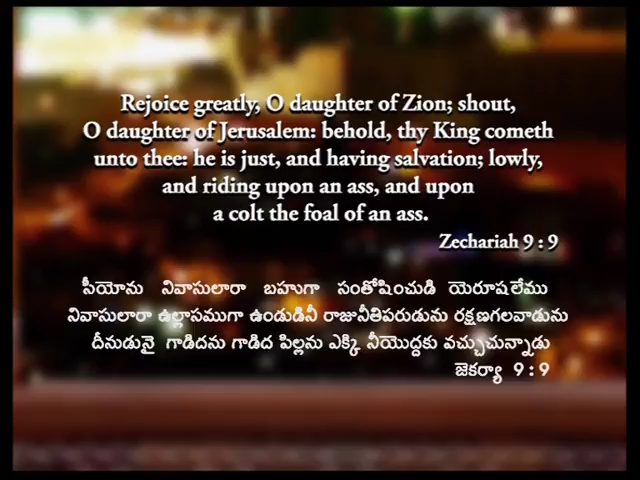 Rejoice greatly, O daughter of Zion; shout,
O daughter of Jerusalem: behold, thy King cometh
unto thee: he is just, and having salvation; lowly,
and riding upon an ass, and upon
a colt the foal of an ass.
Zechariah 9 : 9
సీయోను నివాసులారా బహుగా సంతోషించుడి యెరూషలేము
నివాసులారా ఉల్లాసముగా ఉండుడినీ రాజునీతిపరుడును రక్షణగలవాడును
దీనుడునై గాడిదను గాడిద పిల్లను ఎక్కి నీయొద్దకు వచ్చుచున్నాడు
జెకర్యా 9 : 9